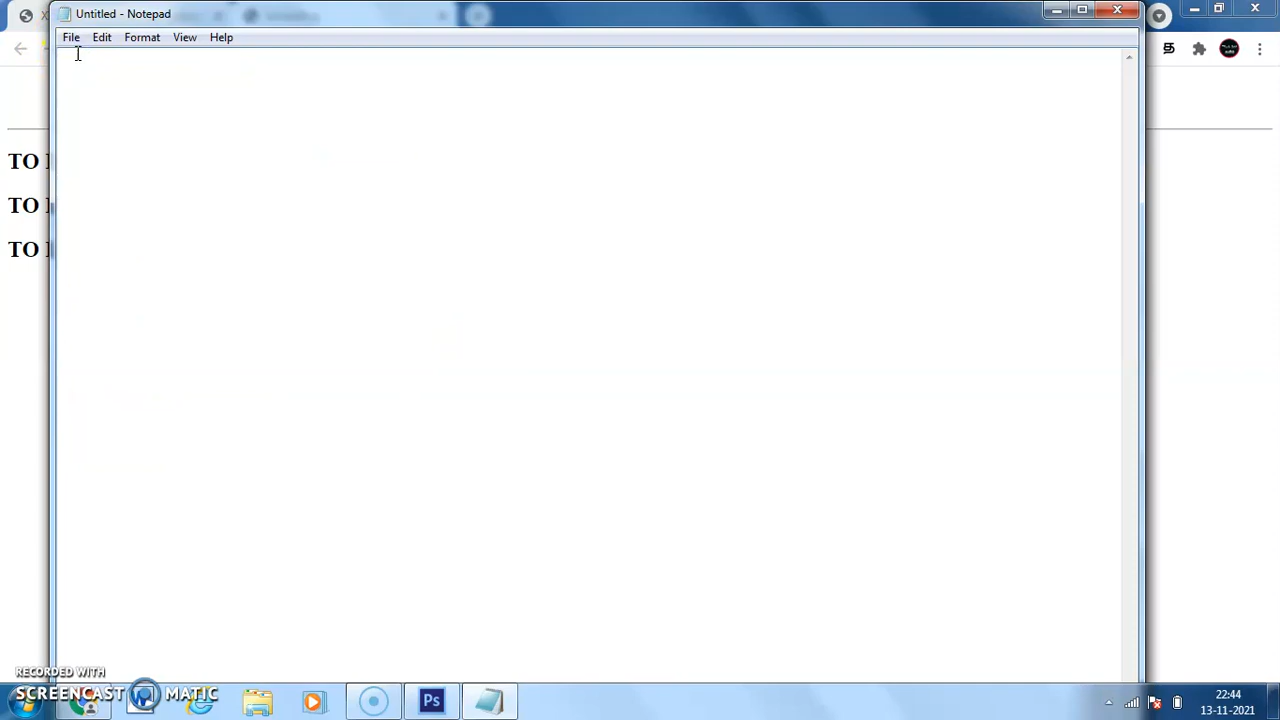 Untitled - Notepad
File Edit Format View Help
TO
TO
TO
RECORDED WITH
SCREENCAST MATIC
Ps
22:44
13-11-2021